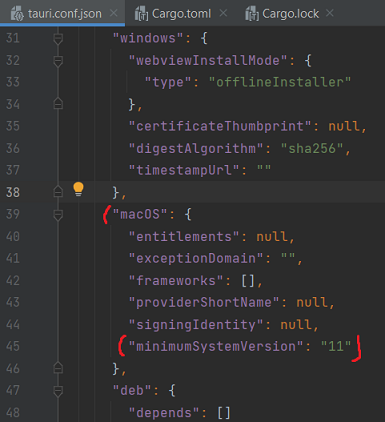 tauri.conf.json × Cargo.toml × Cargo.lock ×
31 "windows": {
32 "webviewInstallMode": {
33 "type": "offlineInstaller"
34 },
35 "certificateThumbprint": null,
36 "digestAlgorithm": "sha256",
37 "timestampUrl": ""
38 },
39 "macOS": {
40 "entitlements": null,
41 "exceptionDomain": "",
42 "frameworks": [],
43 "providerShortName": null,
44 "signingIdentity": null,
45 "minimumSystemVersion": "11"
46 },
47 "deb": {
48 "depends": []